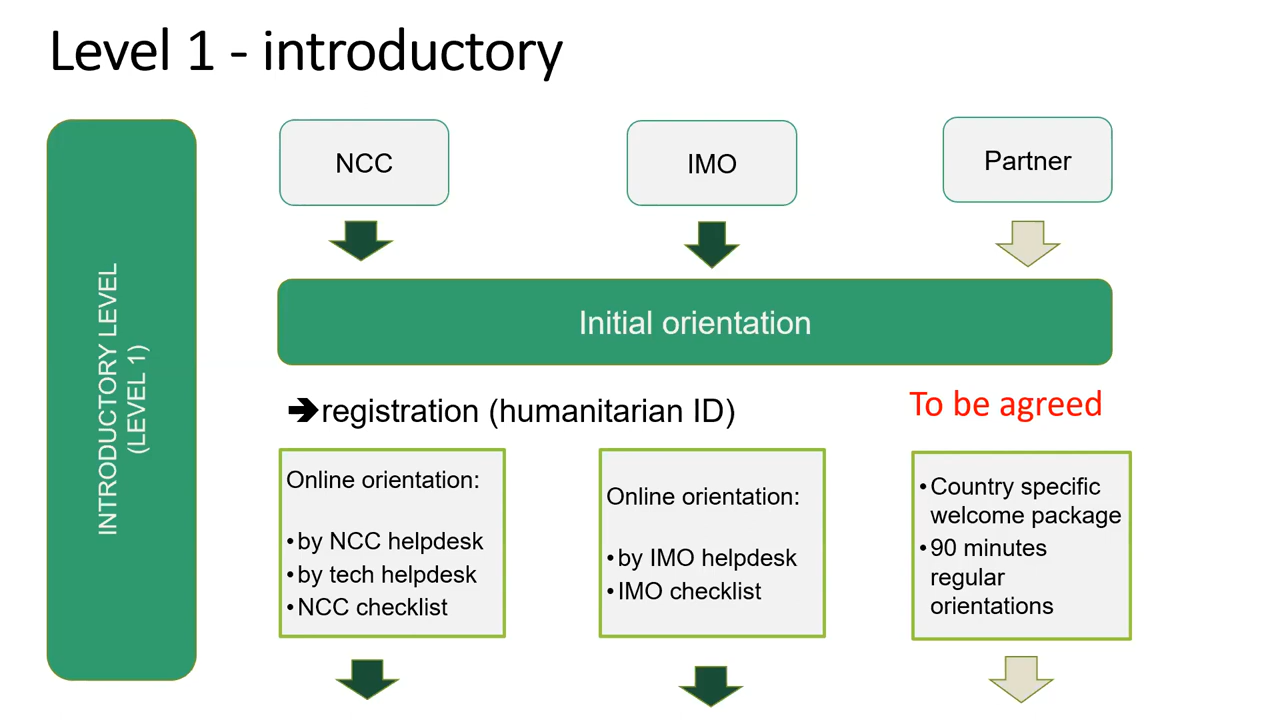 Level 1 - introductory
INTRODUCTORY LEVEL
(LEVEL 1)
NCC
IMO
Partner
Initial orientation
🡺registration (humanitarian ID)
To be agreed
Online orientation:
•by NCC helpdesk
•by tech helpdesk
•NCC checklist
Online orientation:
•by IMO helpdesk
•IMO checklist
•Country specific
welcome package
•90 minutes
regular
orientations